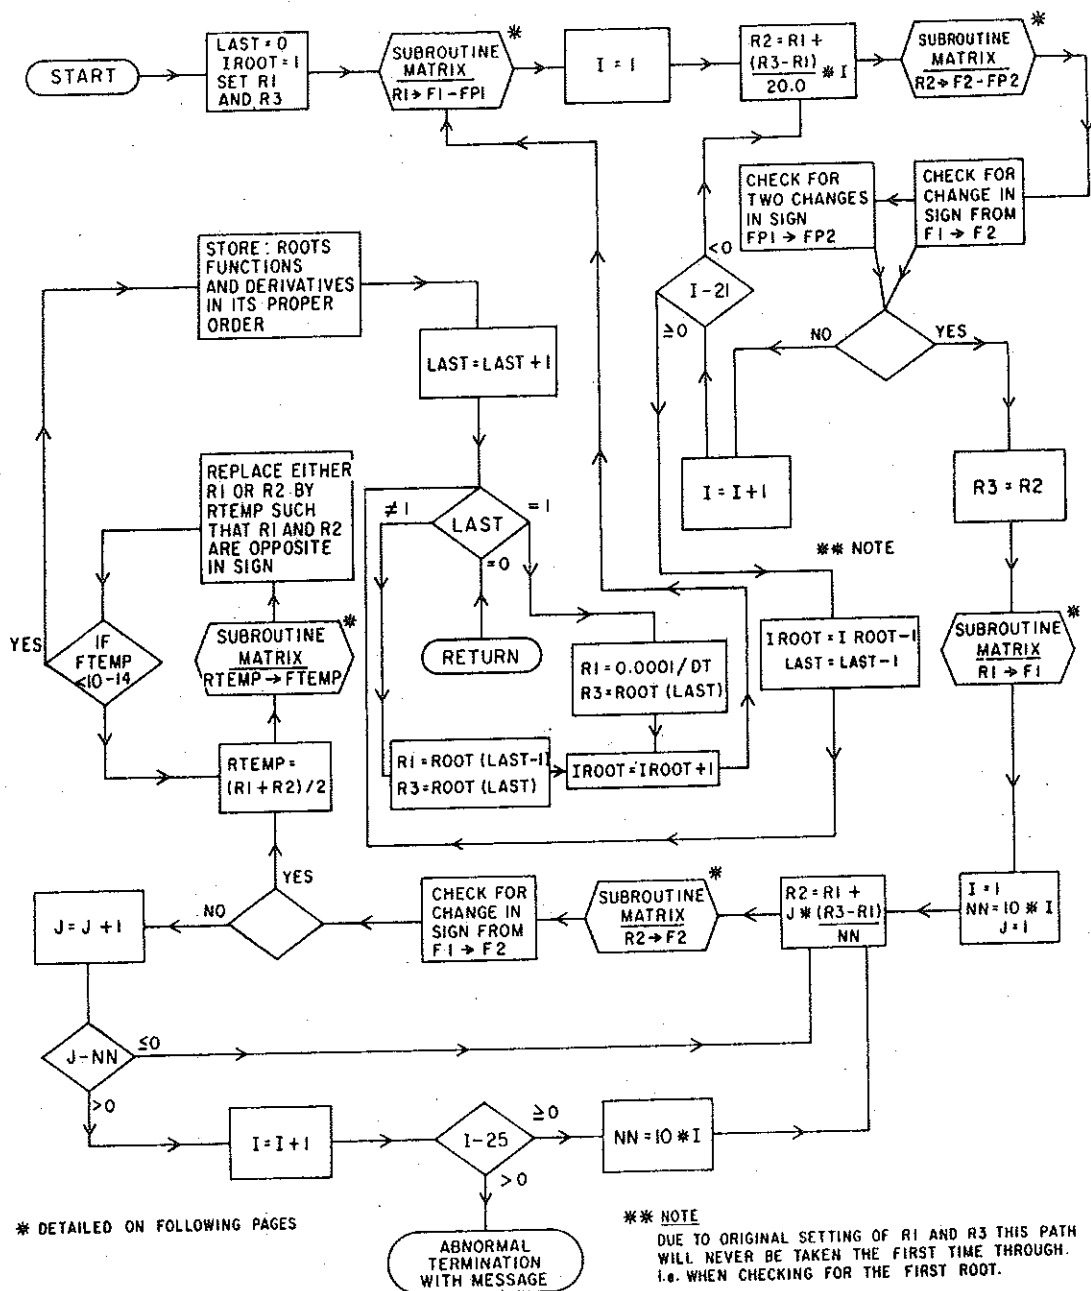 START
LAST=0
IROOT=1
SET R1
AND R3
SUBROUTINE
MATRIX
R1→F1-FP1
*
I=1
R2=R1+
(R3-R1)
20.0 * I
SUBROUTINE
MATRIX
R2→F2-FP2
*
CHECK FOR
TWO CHANGES
IN SIGN
FP1→FP2
CHECK FOR
CHANGE IN
SIGN FROM
F1→F2
STORE: ROOTS
FUNCTIONS
AND DERIVATIVES
IN ITS PROPER
ORDER
<0
I-21
≥0
NO
YES
LAST=LAST+1
I=I+1
R3=R2
REPLACE EITHER
R1 OR R2 BY
RTEMP SUCH
THAT R1 AND R2
ARE OPPOSITE
IN SIGN
≠1
LAST
=1
=0
** NOTE
YES
IF
FTEMP
<10-14
SUBROUTINE
MATRIX
RTEMP→FTEMP
*
RETURN
R1=0.0001/DT
R3=ROOT(LAST)
IROOT=I ROOT-1
LAST=LAST-1
SUBROUTINE
MATRIX
R1→F1
*
RTEMP=
(R1+R2)/2
R1=ROOT(LAST-1)
R3=ROOT(LAST)
IROOT=IROOT+1
J=J+1
NO
YES
CHECK FOR
CHANGE IN
SIGN FROM
F1→F2
SUBROUTINE
MATRIX
R2→F2
*
R2=R1+
J*(R3-R1)
NN
I=1
NN=10*I
J=1
J-NN
≤0
>0
I=I+1
I-25
≥0
>0
NN=10*I
* DETAILED ON FOLLOWING PAGES
ABNORMAL
TERMINATION
WITH MESSAGE
** NOTE
DUE TO ORIGINAL SETTING OF R1 AND R3 THIS PATH
WILL NEVER BE TAKEN THE FIRST TIME THROUGH.
i.e. WHEN CHECKING FOR THE FIRST ROOT.